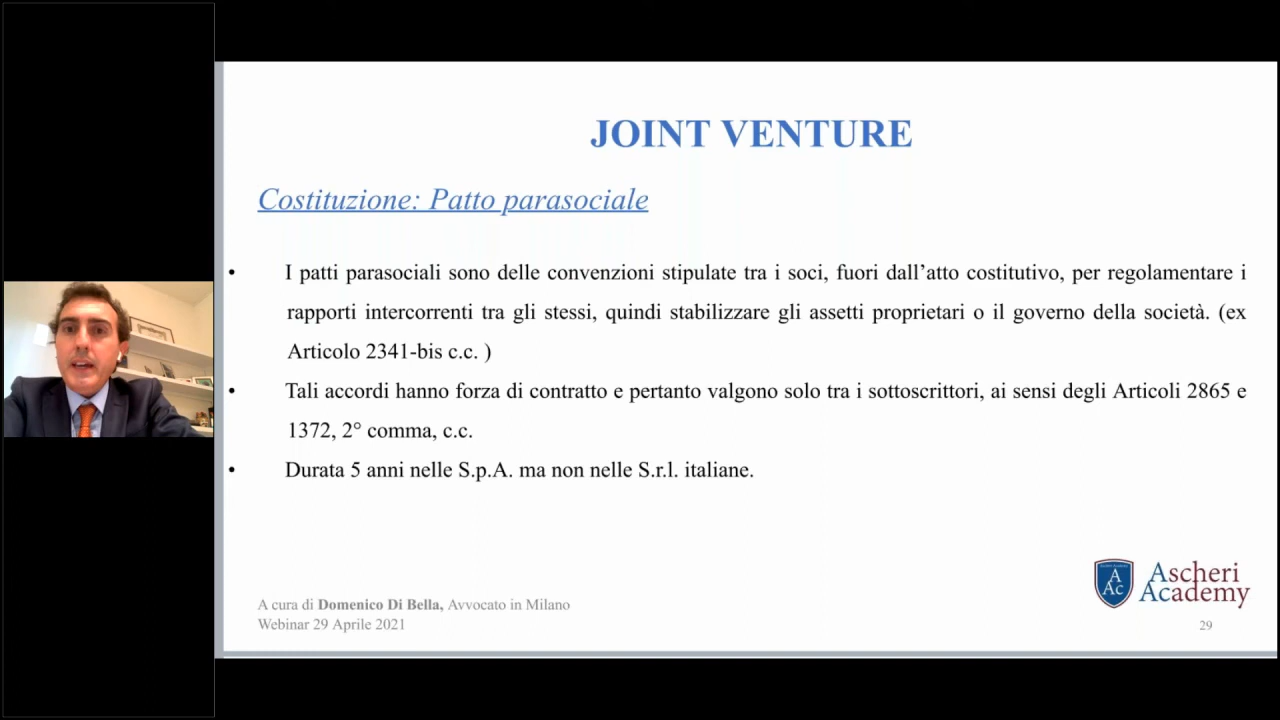 JOINT VENTURE
Costituzione: Patto parasociale
• I patti parasociali sono delle convenzioni stipulate tra i soci, fuori dall’atto costitutivo, per regolamentare i
rapporti intercorrenti tra gli stessi, quindi stabilizzare gli assetti proprietari o il governo della società. (ex
Articolo 2341-bis c.c. )
• Tali accordi hanno forza di contratto e pertanto valgono solo tra i sottoscrittori, ai sensi degli Articoli 2865 e
1372, 2° comma, c.c.
• Durata 5 anni nelle S.p.A. ma non nelle S.r.l. italiane.
A
Ac
Ascheri
Academy
A cura di Domenico Di Bella, Avvocato in Milano
Webinar 29 Aprile 2021
29